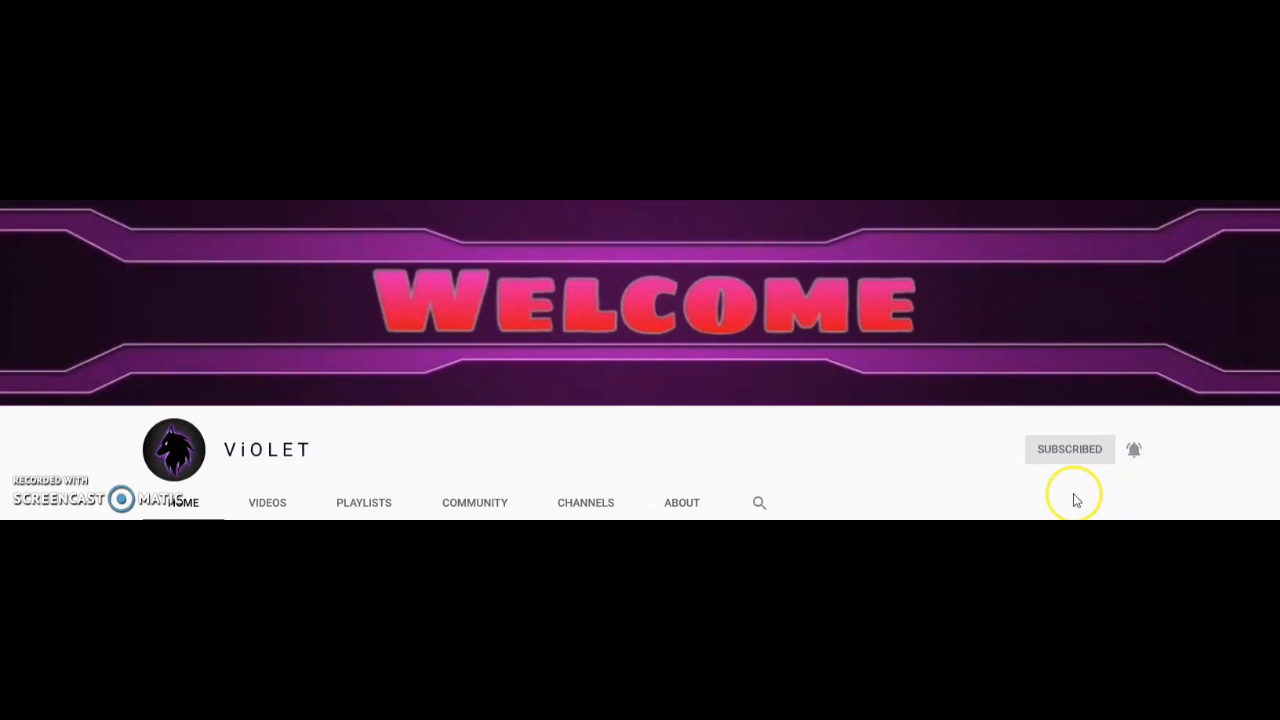 WELCOME
ViOLET
SUBSCRIBED
RECORDED WITH
SCREENCAST MATIC
HOME VIDEOS PLAYLISTS COMMUNITY CHANNELS ABOUT